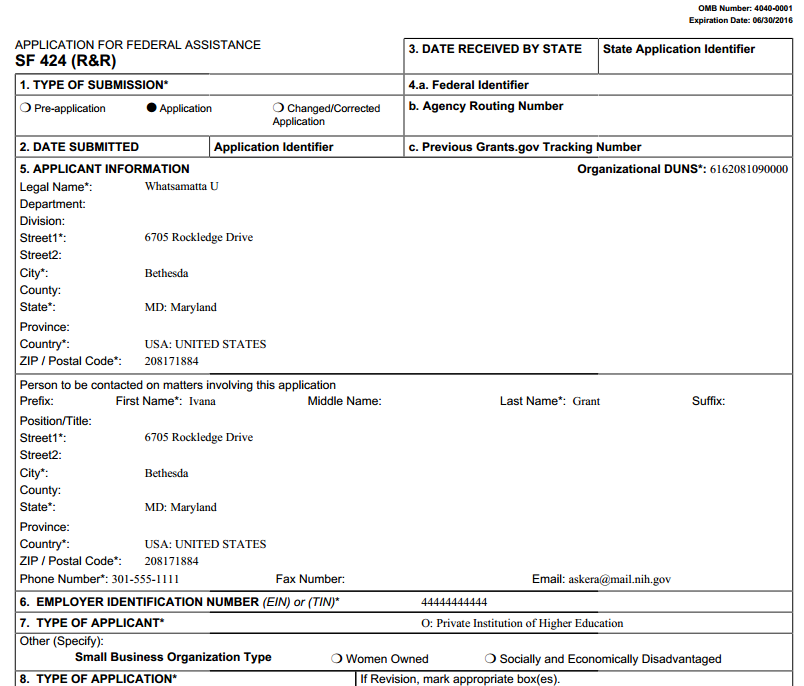 OMB Number: 4040-0001
Expiration Date: 06/30/2016
APPLICATION FOR FEDERAL ASSISTANCE
SF 424 (R&R)
3. DATE RECEIVED BY STATE State Application Identifier
1. TYPE OF SUBMISSION* 4.a. Federal Identifier
Pre-application Application Changed/Corrected Application b. Agency Routing Number
2. DATE SUBMITTED Application Identifier c. Previous Grants.gov Tracking Number
5. APPLICANT INFORMATION Organizational DUNS*: 6162081090000
Legal Name*: Whatsamatta U
Department:
Division:
Street1*: 6705 Rockledge Drive
Street2:
City*: Bethesda
County:
State*: MD: Maryland
Province:
Country*: USA: UNITED STATES
ZIP / Postal Code*: 208171884
Person to be contacted on matters involving this application
Prefix: First Name*: Ivana Middle Name: Last Name*: Grant Suffix:
Position/Title:
Street1*: 6705 Rockledge Drive
Street2:
City*: Bethesda
County:
State*: MD: Maryland
Province:
Country*: USA: UNITED STATES
ZIP / Postal Code*: 208171884
Phone Number*: 301-555-1111 Fax Number: Email: askera@mail.nih.gov
6. EMPLOYER IDENTIFICATION NUMBER (EIN) or (TIN)* 44444444444
7. TYPE OF APPLICANT* O: Private Institution of Higher Education
Other (Specify):
Small Business Organization Type Women Owned Socially and Economically Disadvantaged
8. TYPE OF APPLICATION* If Revision, mark appropriate box(es).